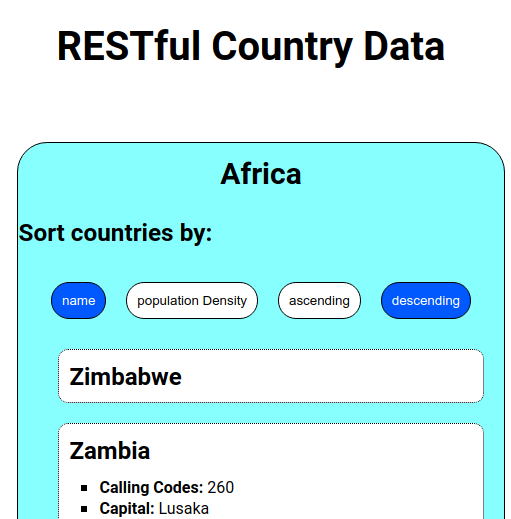 RESTful Country Data
Africa
Sort countries by:
name population Density ascending descending
Zimbabwe
Zambia
Calling Codes: 260
Capital: Lusaka